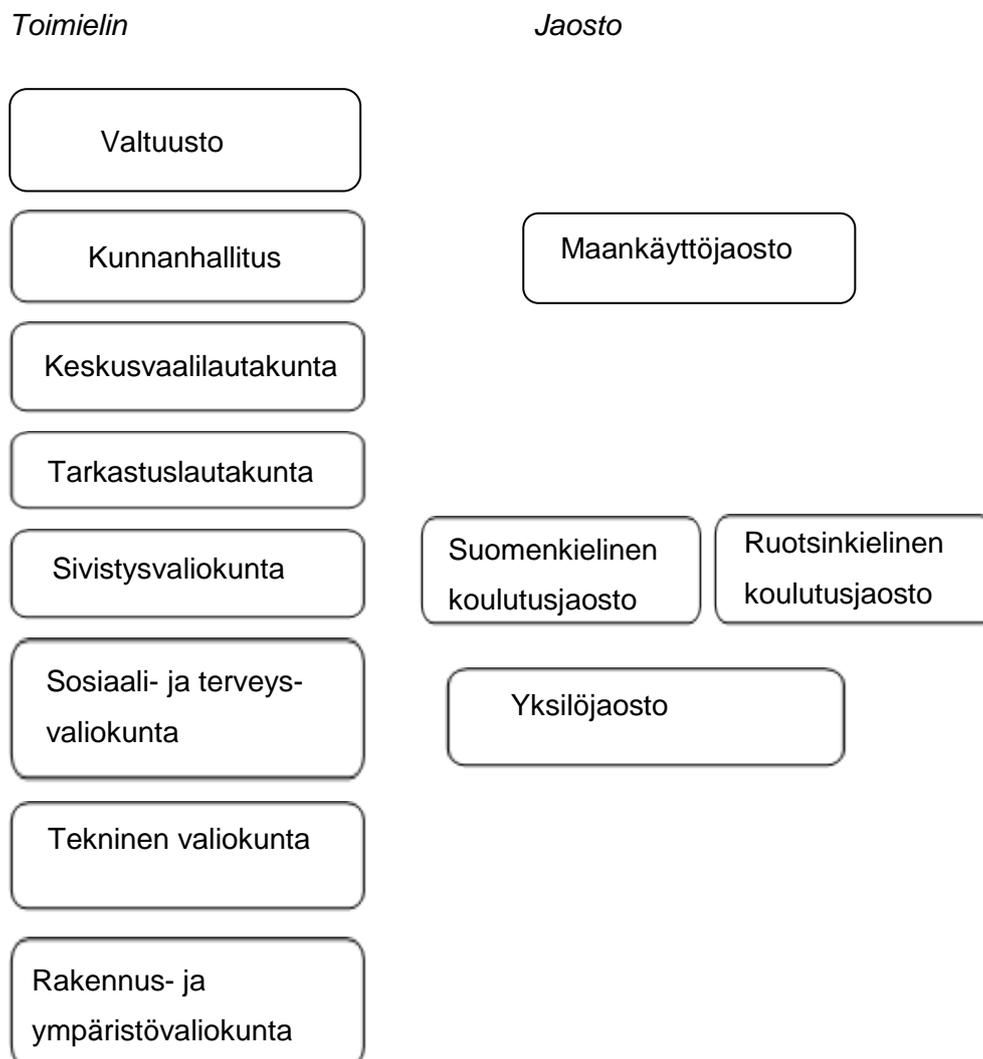 Toimielin Jaosto
Valtuusto
Kunnanhallitus
Maankäyttöjaosto
Keskusvaalilautakunta
Tarkastuslautakunta
Sivistysvaliokunta
Suomenkielinen
koulutusjaosto
Ruotsinkielinen
koulutusjaosto
Sosiaali- ja terveys-
valiokunta
Yksilöjaosto
Tekninen valiokunta
Rakennus- ja
ympäristövaliokunta